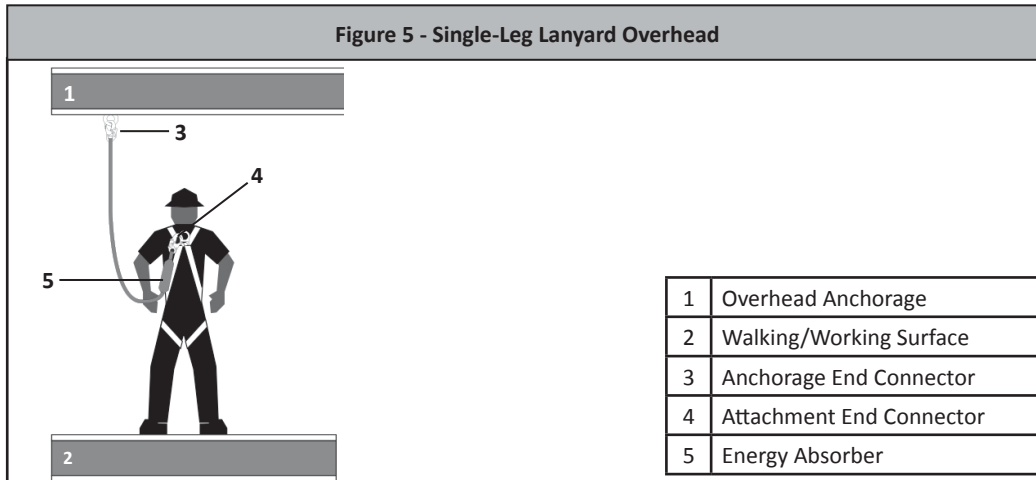 Figure 5 - Single-Leg Lanyard Overhead
1
3
4
5
2
1 Overhead Anchorage
2 Walking/Working Surface
3 Anchorage End Connector
4 Attachment End Connector
5 Energy Absorber